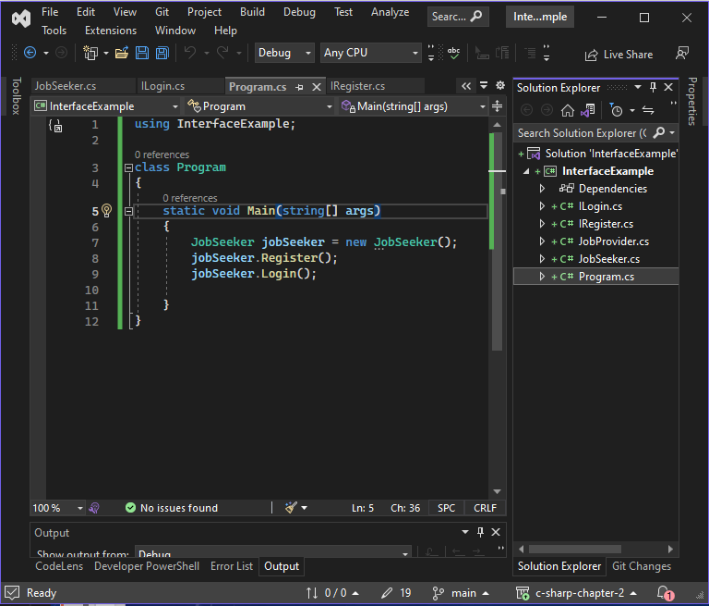 File Edit View Git Project Build Debug Test Analyze
Tools Extensions Window Help
Searc...
Inte...mple
Debug Any CPU
Live Share
Toolbox
JobSeeker.cs ILogin.cs Program.cs IRegister.cs
InterfaceExample Program Main(string[] args)
1 using InterfaceExample;
2
0 references
3 class Program
4 {
0 references
5 static void Main(string[] args)
6 {
7 JobSeeker jobSeeker = new JobSeeker();
8 jobSeeker.Register();
9 jobSeeker.Login();
10
11 }
12 }
100 % No issues found Ln: 5 Ch: 36 SPC CRLF
Output
Show output from: Debug
CodeLens Developer PowerShell Error List Output
Solution Explorer
Search Solution Explorer (C
Solution 'InterfaceExample'
InterfaceExample
Dependencies
C# ILogin.cs
C# IRegister.cs
C# JobProvider.cs
C# JobSeeker.cs
C# Program.cs
Solution Explorer Git Changes
Properties
Ready 0 / 0 19 main c-sharp-chapter-2 1